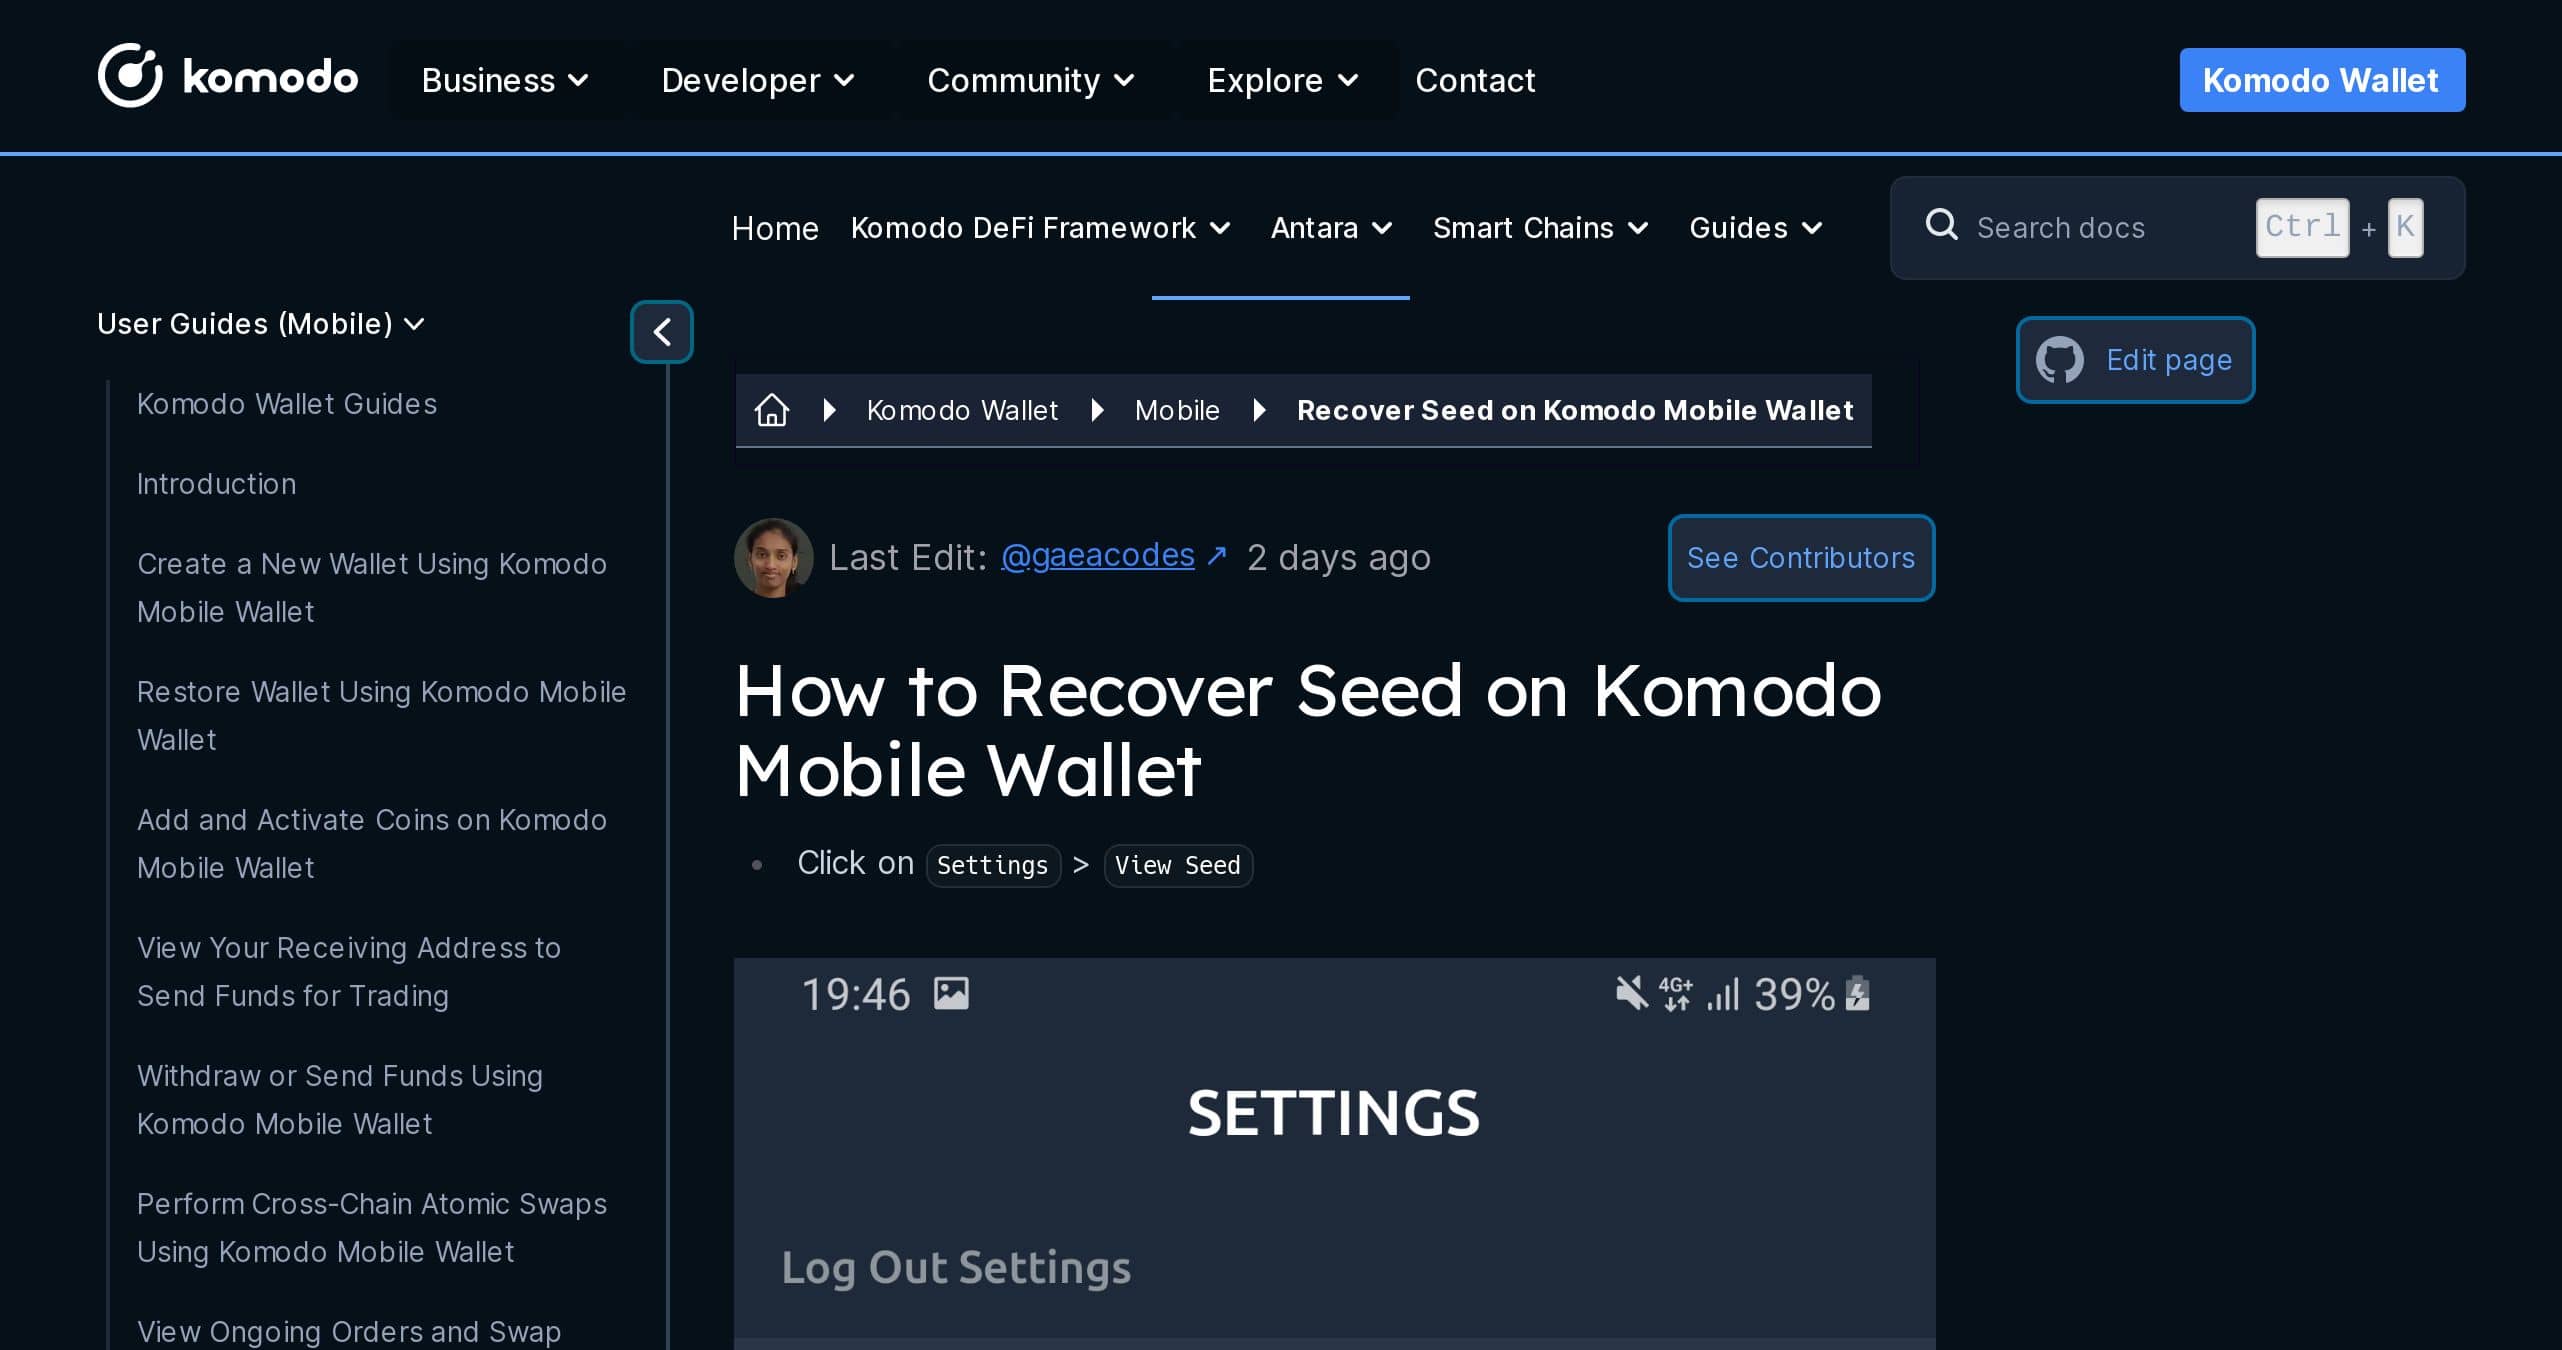 komodo
Business
Developer
Community
Explore
Contact
Komodo Wallet
Home
Komodo DeFi Framework
Antara
Smart Chains
Guides
Search docs
Ctrl + K
User Guides (Mobile)
Edit page
Komodo Wallet Guides
Introduction
Create a New Wallet Using Komodo
Mobile Wallet
Restore Wallet Using Komodo Mobile
Wallet
Add and Activate Coins on Komodo
Mobile Wallet
View Your Receiving Address to
Send Funds for Trading
Withdraw or Send Funds Using
Komodo Mobile Wallet
Perform Cross-Chain Atomic Swaps
Using Komodo Mobile Wallet
View Ongoing Orders and Swap
Komodo Wallet
Mobile
Recover Seed on Komodo Mobile Wallet
Last Edit: @gaeacodes ↗ 2 days ago
See Contributors
How to Recover Seed on Komodo
Mobile Wallet
Click on Settings > View Seed
19:46
4G+
39%
SETTINGS
Log Out Settings